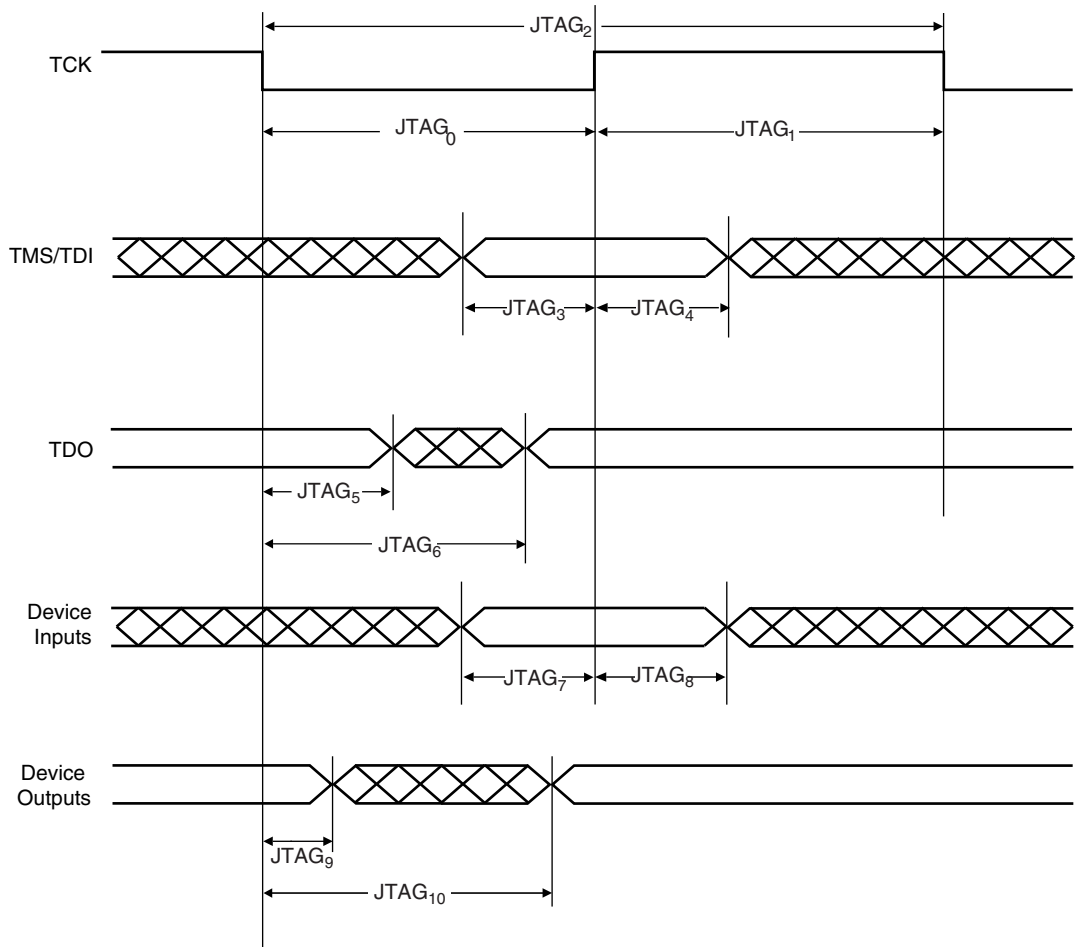 JTAG₂
TCK
JTAG₀
JTAG₁
TMS/TDI
JTAG₃
JTAG₄
TDO
JTAG₅
JTAG₆
Device
Inputs
JTAG₇
JTAG₈
Device
Outputs
JTAG₉
JTAG₁₀